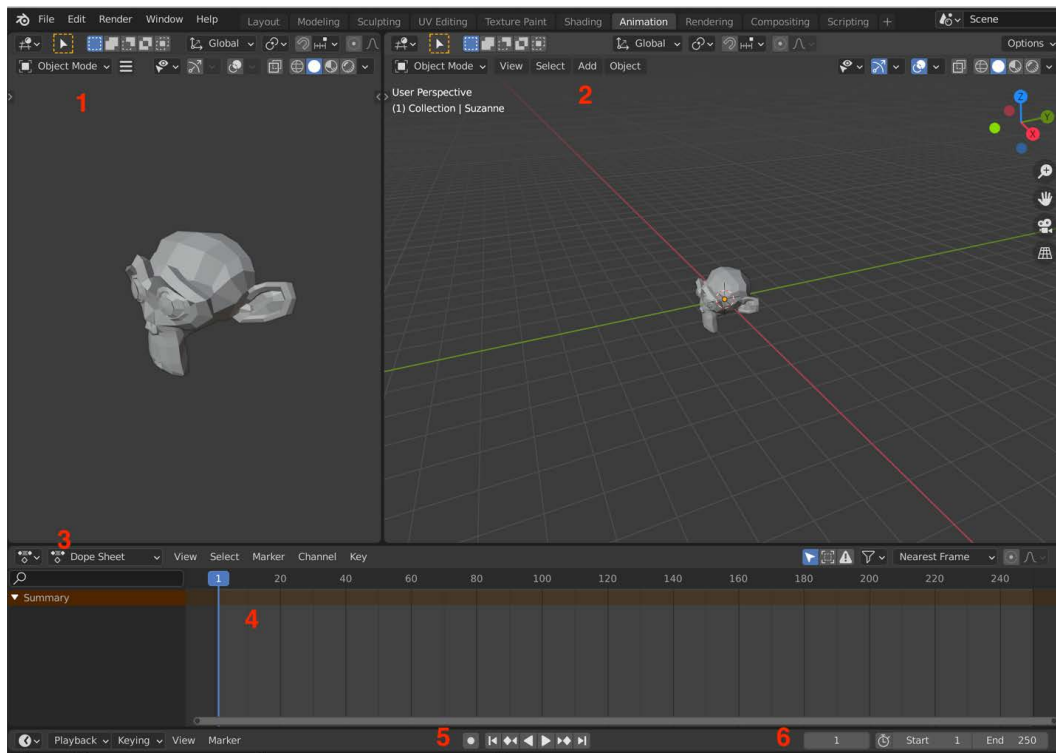 File Edit Render Window Help Layout Modeling Sculpting UV Editing Texture Paint Shading Animation Rendering Compositing Scripting + Scene
Global Global Options
Object Mode Object Mode View Select Add Object
1 2
User Perspective
(1) Collection | Suzanne
Z
Y
X
3
Dope Sheet View Select Marker Channel Key Nearest Frame
1 20 40 60 80 100 120 140 160 180 200 220 240
Summary
4
5 6
Playback Keying View Marker 1 Start 1 End 250